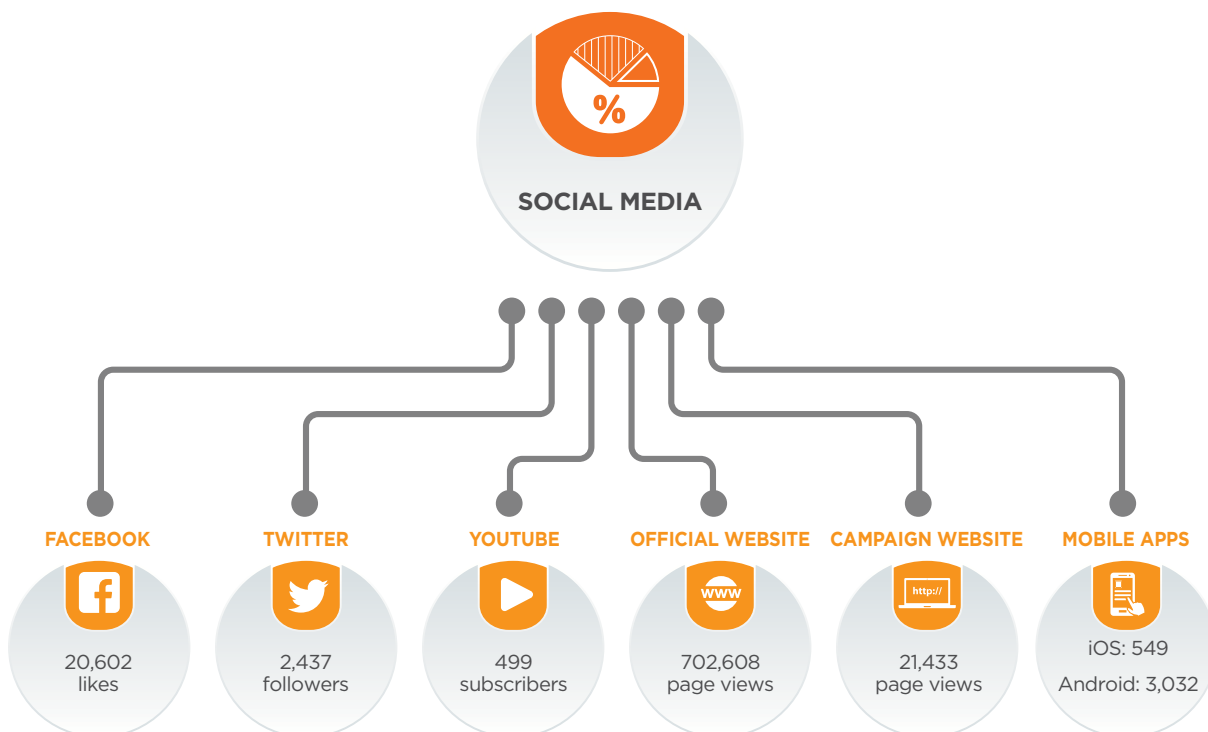 %
SOCIAL MEDIA
FACEBOOK
20,602
likes
TWITTER
2,437
followers
YOUTUBE
499
subscribers
OFFICIAL WEBSITE
www
702,608
page views
CAMPAIGN WEBSITE
http://
21,433
page views
MOBILE APPS
iOS: 549
Android: 3,032